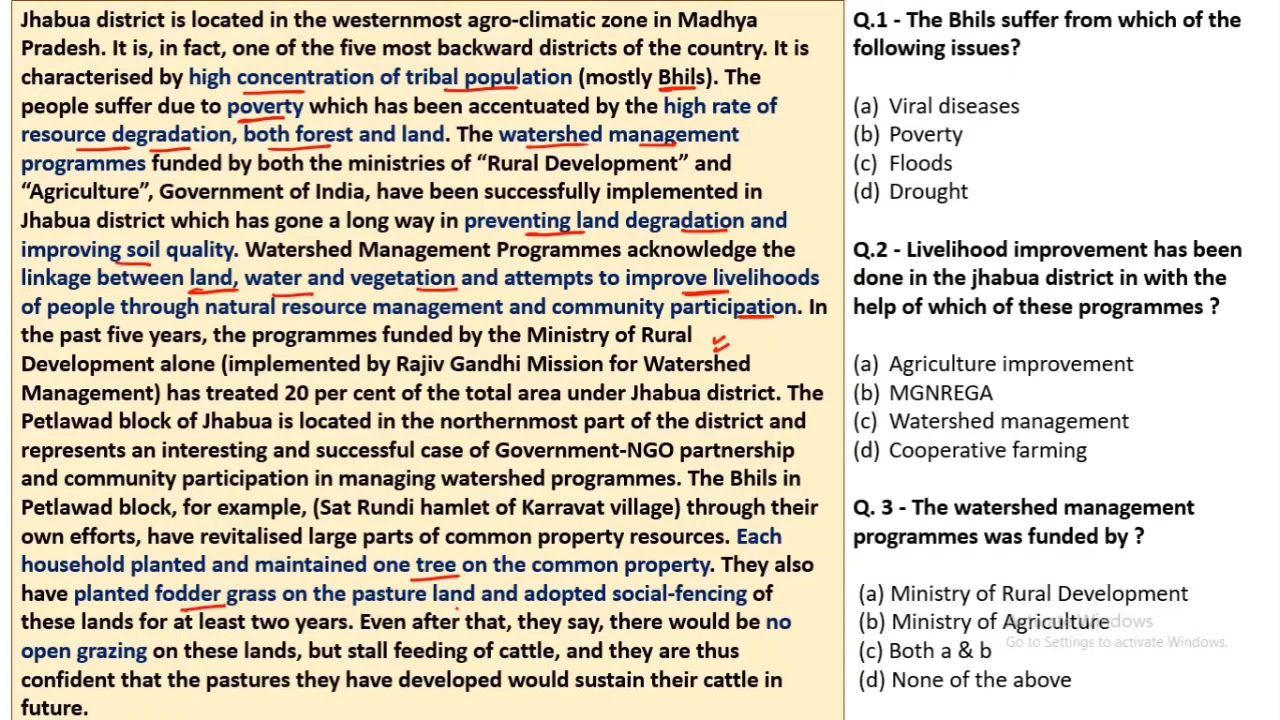 Jhabua district is located in the westernmost agro-climatic zone in Madhya
Pradesh. It is, in fact, one of the five most backward districts of the country. It is
characterised by high concentration of tribal population (mostly Bhils). The
people suffer due to poverty which has been accentuated by the high rate of
resource degradation, both forest and land. The watershed management
programmes funded by both the ministries of “Rural Development” and
“Agriculture”, Government of India, have been successfully implemented in
Jhabua district which has gone a long way in preventing land degradation and
improving soil quality. Watershed Management Programmes acknowledge the
linkage between land, water and vegetation and attempts to improve livelihoods
of people through natural resource management and community participation. In
the past five years, the programmes funded by the Ministry of Rural
Development alone (implemented by Rajiv Gandhi Mission for Watershed
Management) has treated 20 per cent of the total area under Jhabua district. The
Petlawad block of Jhabua is located in the northernmost part of the district and
represents an interesting and successful case of Government-NGO partnership
and community participation in managing watershed programmes. The Bhils in
Petlawad block, for example, (Sat Rundi hamlet of Karravat village) through their
own efforts, have revitalised large parts of common property resources. Each
household planted and maintained one tree on the common property. They also
have planted fodder grass on the pasture land and adopted social-fencing of
these lands for at least two years. Even after that, they say, there would be no
open grazing on these lands, but stall feeding of cattle, and they are thus
confident that the pastures they have developed would sustain their cattle in
future.
Q.1 - The Bhils suffer from which of the
following issues?
(a) Viral diseases
(b) Poverty
(c) Floods
(d) Drought
Q.2 - Livelihood improvement has been
done in the jhabua district in with the
help of which of these programmes ?
(a) Agriculture improvement
(b) MGNREGA
(c) Watershed management
(d) Cooperative farming
Q. 3 - The watershed management
programmes was funded by ?
(a) Ministry of Rural Development
(b) Ministry of Agriculture
(c) Both a & b
(d) None of the above
Activate Windows
Go to Settings to activate Windows.